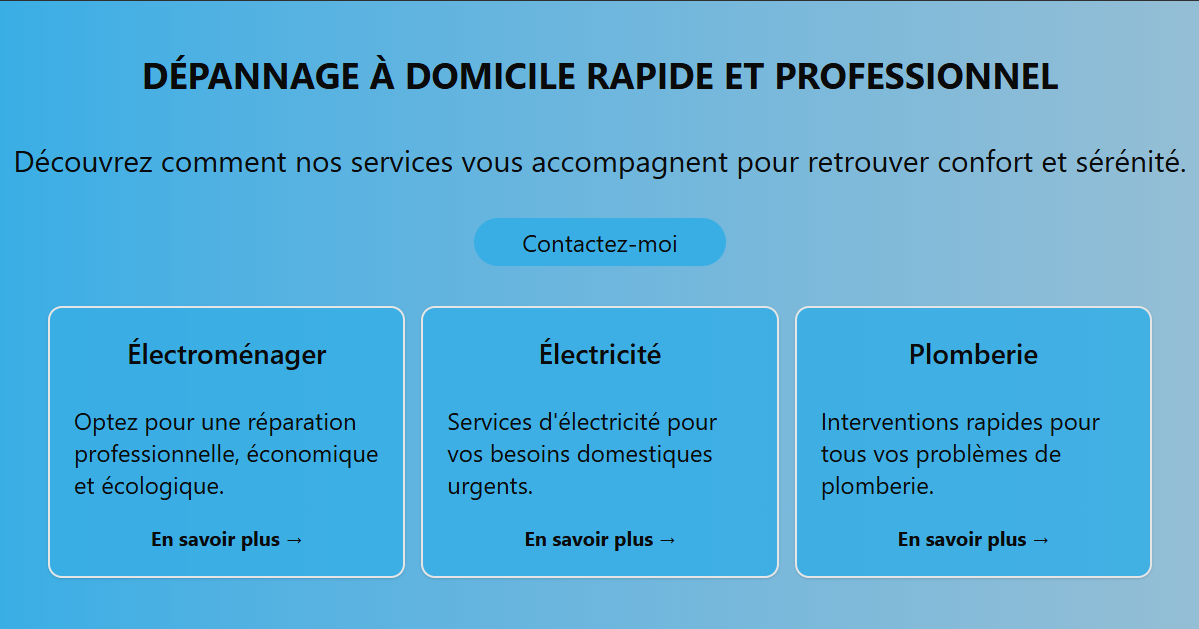 DÉPANNAGE À DOMICILE RAPIDE ET PROFESSIONNEL
Découvrez comment nos services vous accompagnent pour retrouver confort et sérénité.
Contactez-moi
Électroménager
Optez pour une réparation
professionnelle, économique
et écologique.
En savoir plus →
Électricité
Services d'électricité pour
vos besoins domestiques
urgents.
En savoir plus →
Plomberie
Interventions rapides pour
tous vos problèmes de
plomberie.
En savoir plus →